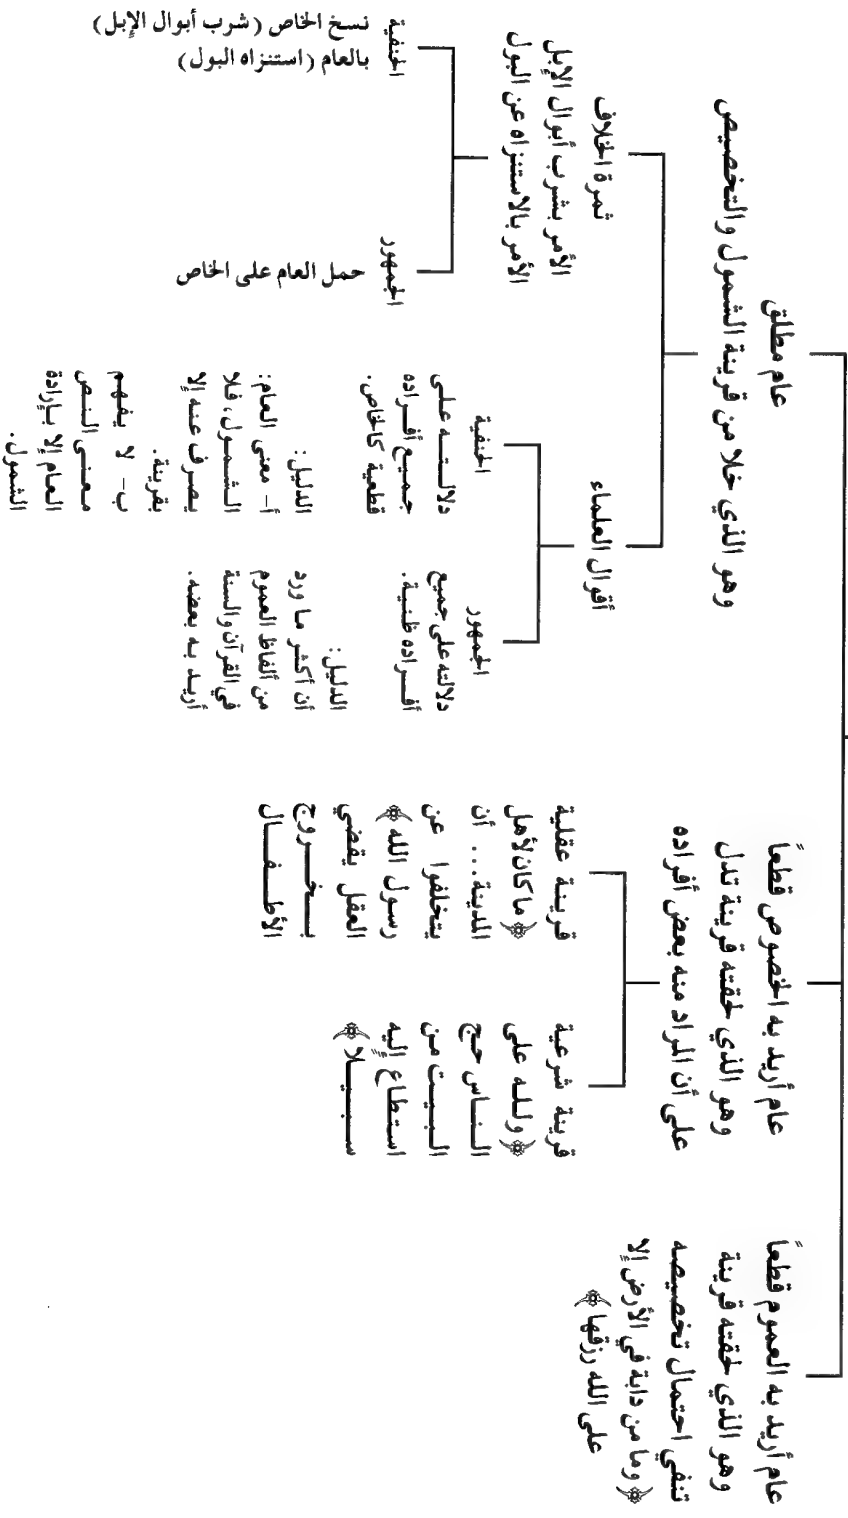 عام أريد به العموم قطعاً
وهو الذي لحقته قرينة
تنفي احتمال تخصيصه
﴿وما من دابة في الأرض إلا
على الله رزقها﴾
عام أريد به الخصوص قطعاً
وهو الذي لحقته قرينة تدل
على أن المراد منه بعض أفراده
قرينة شرعية
﴿ولله على
الناس حج
البيت من
استطاع إليه
سبيلا﴾
قرينة عقلية
﴿ما كان لأهل
المدينة... أن
يتخلفوا عن
رسول الله﴾
العقل يقضي
بخروج
الأطفال
عام مطلق
وهو الذي خلا من قرينة الشمول والتخصيص
أقوال العلماء
الجمهور
دلالته على جميع
أفراده ظنية.
الدليل:
أن أكثر ما ورد
من ألفاظ العموم
في القرآن والسنة
أريد به بعضه.
الحنفية
دلالته على
جميع أفراده
قطعية كالخاص.
الدليل:
أ- معنى العام:
الشمول، فلا
يصرف عنه إلا
بقرينة.
ب- لا يفهم
معنى النص
العام إلا بإرادة
الشمول.
ثمرة الخلاف
الأمر بشرب أبوال الإبل
الأمر بالاستنزاه عن البول
الجمهور
حمل العام على الخاص
الحنفية
نسخ الخاص (شرب أبوال الإبل)
بالعام (استنزاه البول)